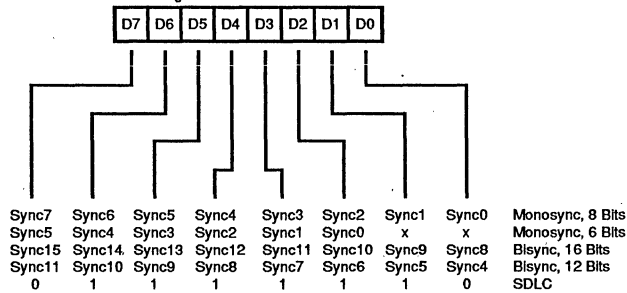 D7 D6 D5 D4 D3 D2 D1 D0
Sync7 Sync6 Sync5 Sync4 Sync3 Sync2 Sync1 Sync0 Monosync, 8 Bits
Sync5 Sync4 Sync3 Sync2 Sync1 Sync0 x x Monosync, 6 Bits
Sync15 Sync14 Sync13 Sync12 Sync11 Sync10 Sync9 Sync8 Bisync, 16 Bits
Sync11 Sync10 Sync9 Sync8 Sync7 Sync6 Sync5 Sync4 Bisync, 12 Bits
0 1 1 1 1 1 1 0 SDLC